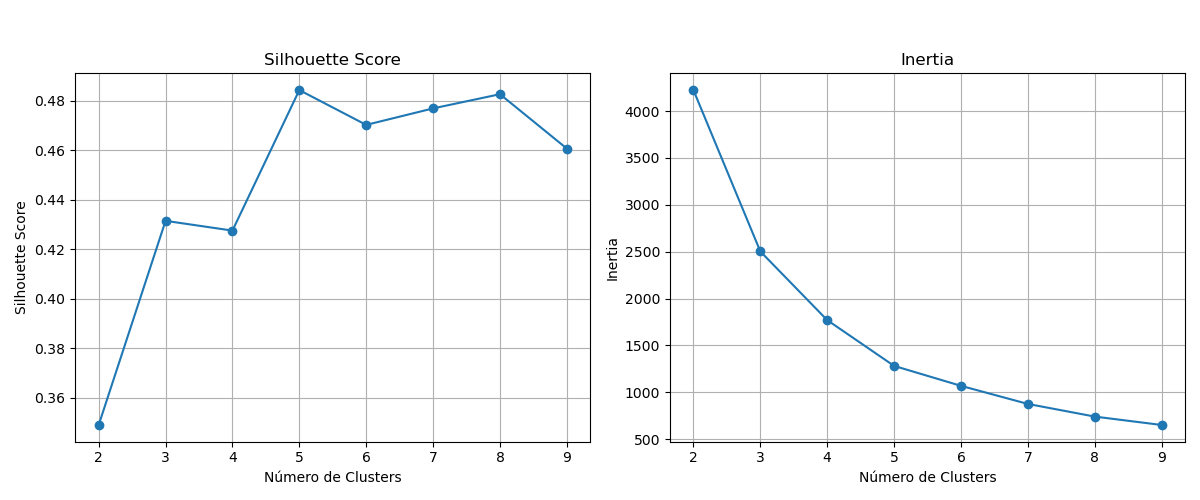 Silhouette Score
Silhouette Score
0.48
0.46
0.44
0.42
0.40
0.38
0.36
2 3 4 5 6 7 8 9
Número de Clusters
Inertia
Inertia
4000
3500
3000
2500
2000
1500
1000
500
2 3 4 5 6 7 8 9
Número de Clusters